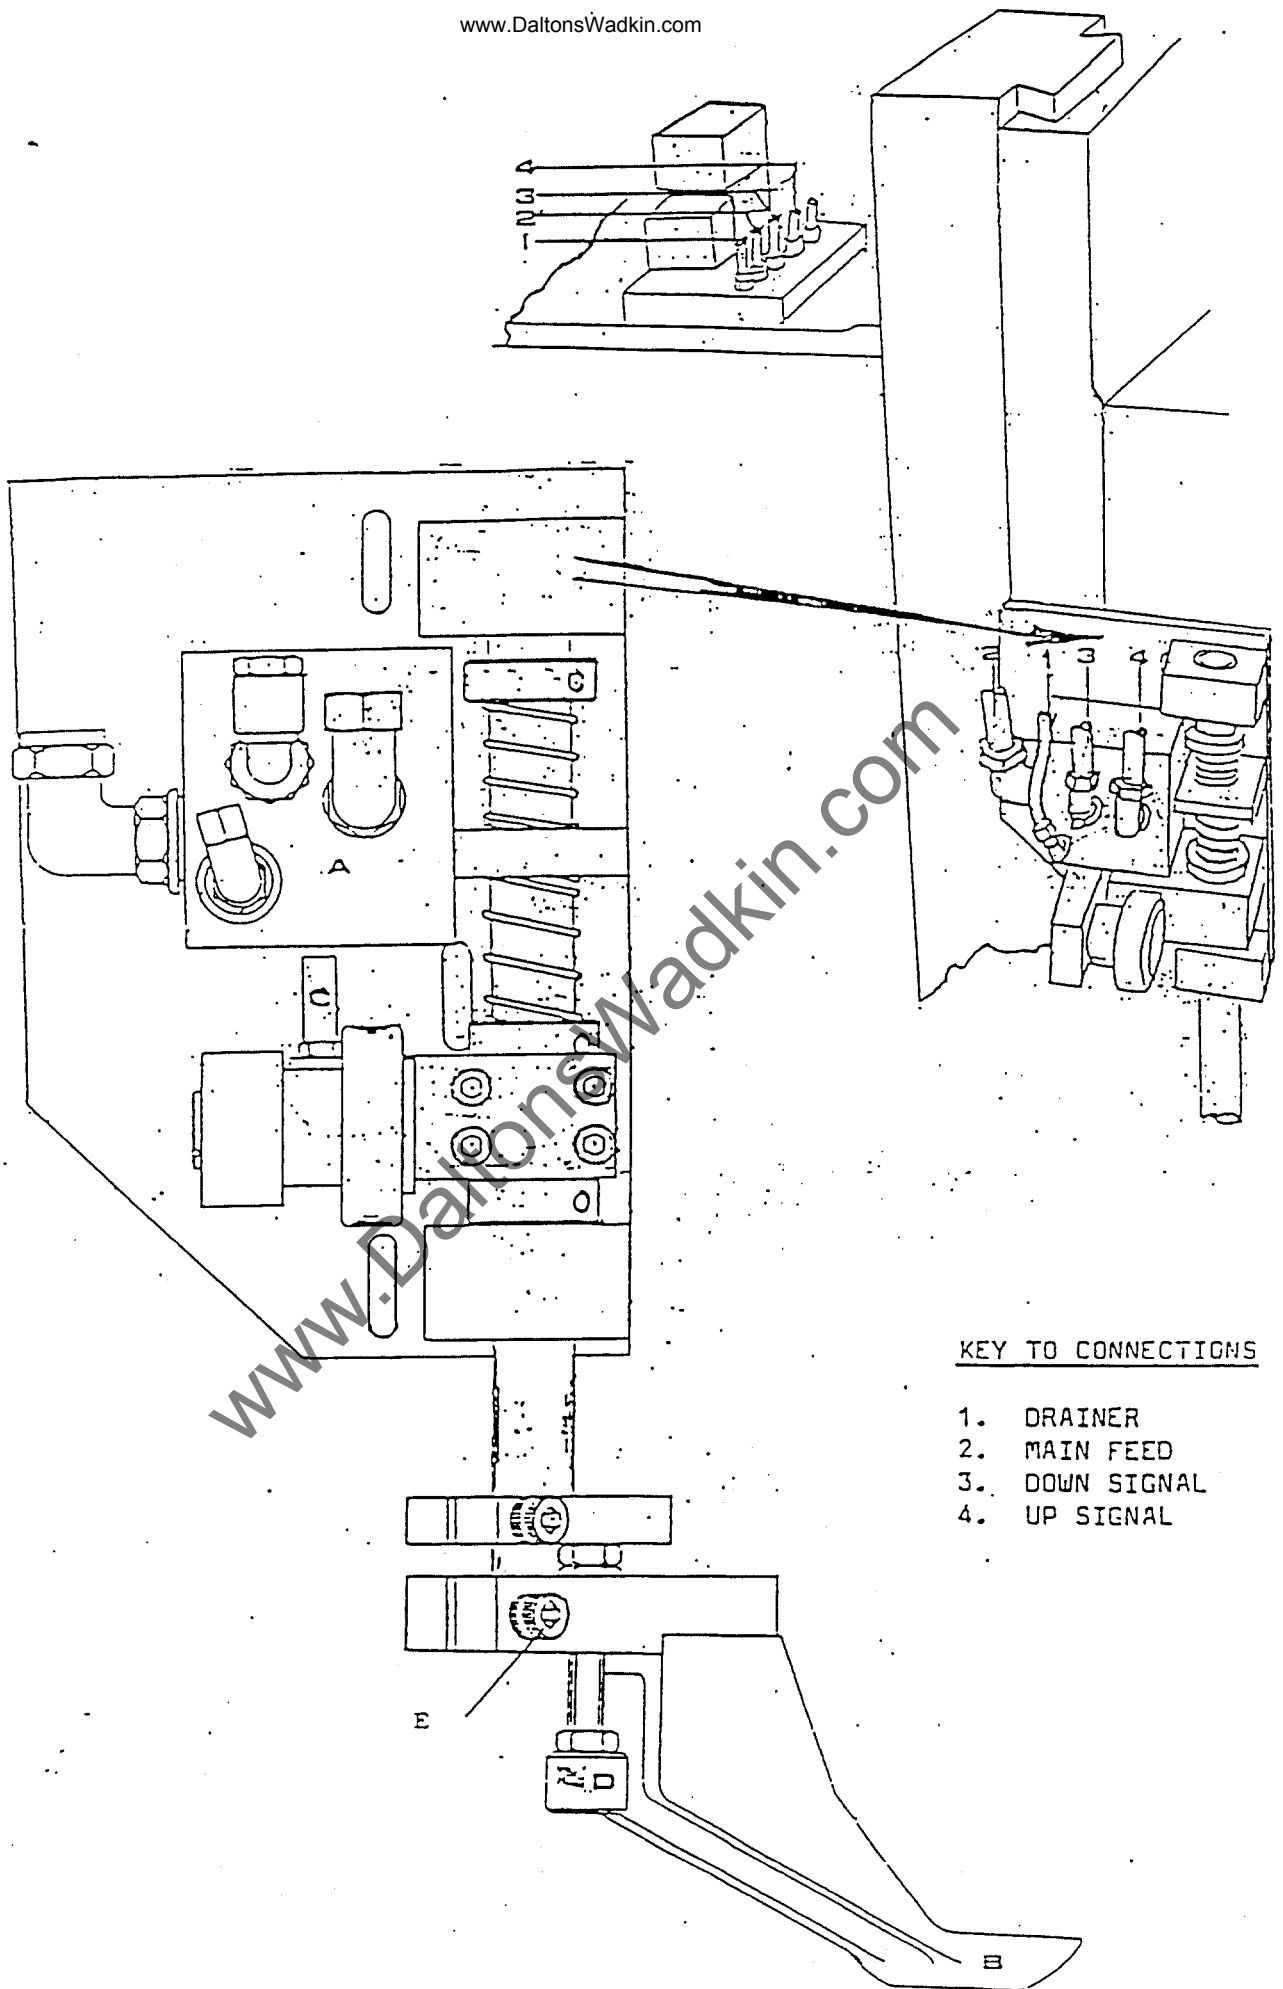 www.DaltonsWadkin.com
4
3
2
1
2 1 3 4
C
A
C
C
www.DaltonsWadkin.com
KEY TO CONNECTIONS
1. DRAINER
2. MAIN FEED
3. DOWN SIGNAL
4. UP SIGNAL
E
D
B